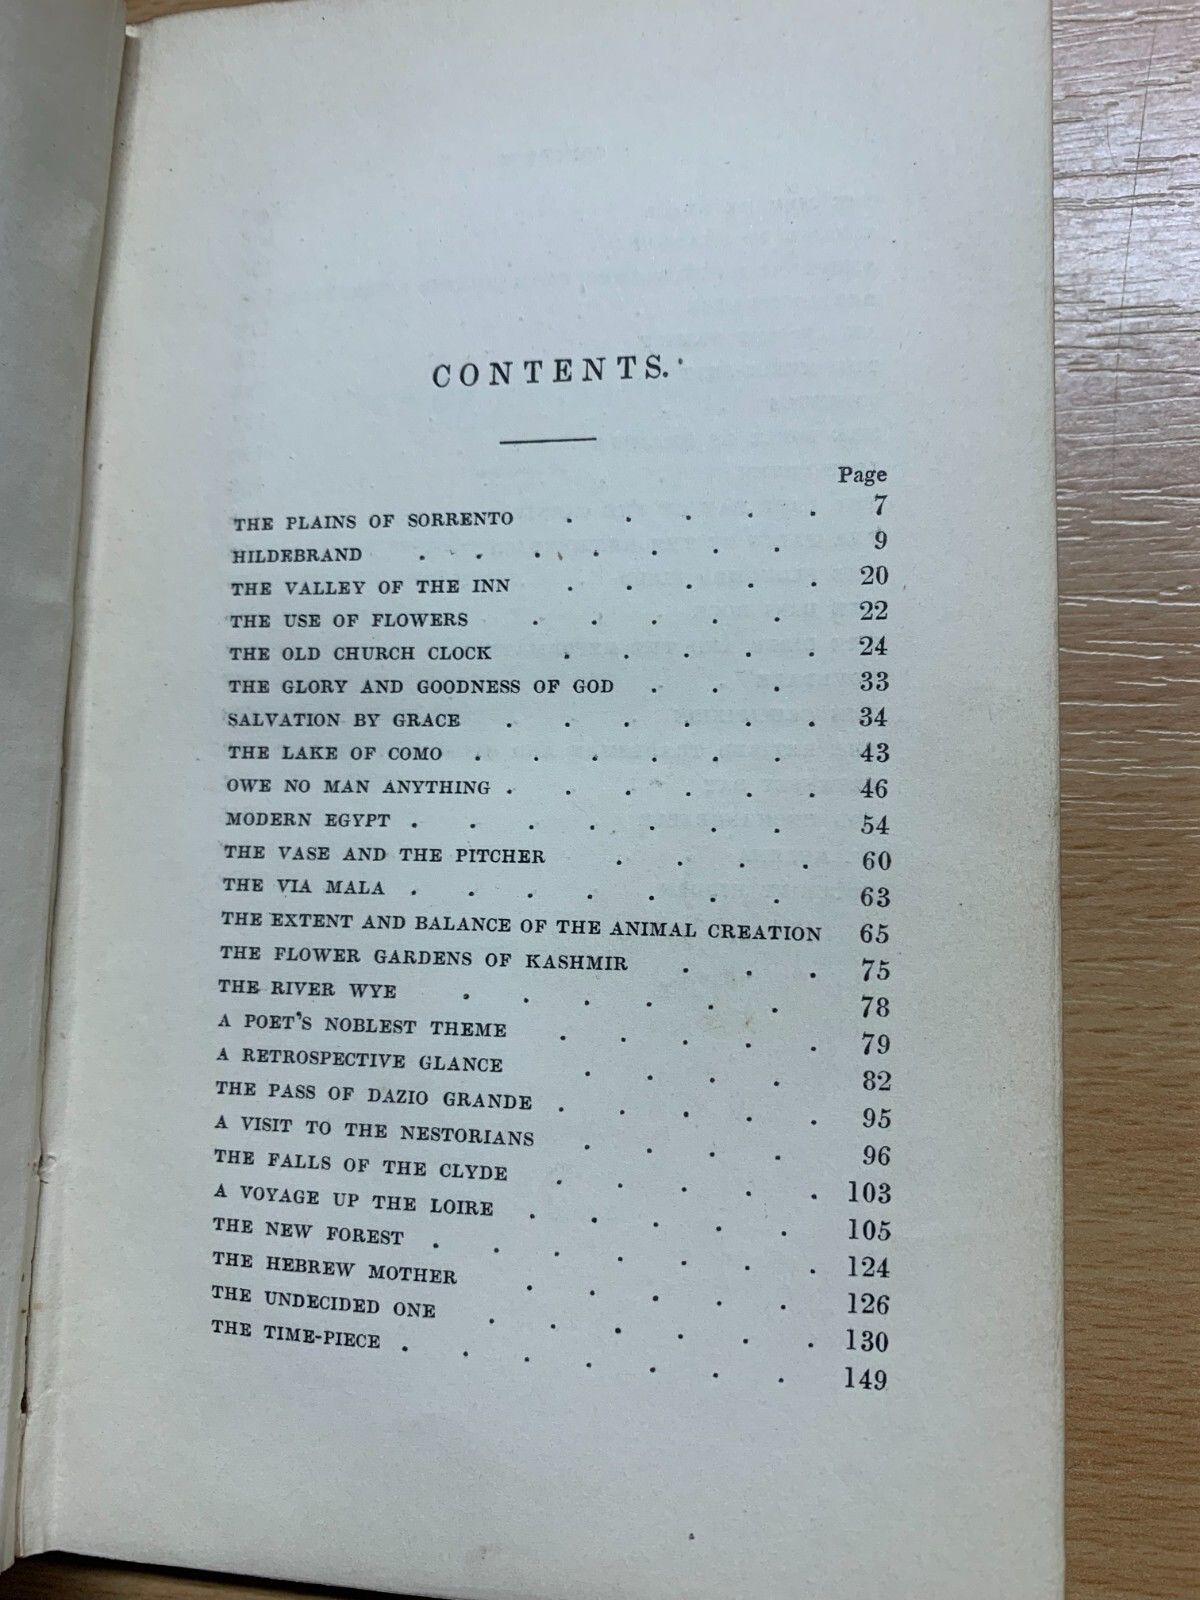 CONTENTS.
Page
THE PLAINS OF SORRENTO . . . . . 7
HILDEBRAND . . . . . . . 9
THE VALLEY OF THE INN . . . . . 20
THE USE OF FLOWERS . . . . . 22
THE OLD CHURCH CLOCK . . . . . 24
THE GLORY AND GOODNESS OF GOD . . . 33
SALVATION BY GRACE . . . . . . 34
THE LAKE OF COMO . . . . . . 43
OWE NO MAN ANYTHING . . . . . . 46
MODERN EGYPT . . . . . . . 54
THE VASE AND THE PITCHER . . . . 60
THE VIA MALA . . . . . . . 63
THE EXTENT AND BALANCE OF THE ANIMAL CREATION 65
THE FLOWER GARDENS OF KASHMIR . . . 75
THE RIVER WYE . . . . . . 78
A POET'S NOBLEST THEME . . . . . 79
A RETROSPECTIVE GLANCE . . . . 82
THE PASS OF DAZIO GRANDE . . . . . 95
A VISIT TO THE NESTORIANS . . . . 96
THE FALLS OF THE CLYDE . . . . . 103
A VOYAGE UP THE LOIRE . . . . . 105
THE NEW FOREST . . . . . . . 124
THE HEBREW MOTHER . . . . . 126
THE UNDECIDED ONE . . . . . . 130
THE TIME-PIECE . . . . . . . 149